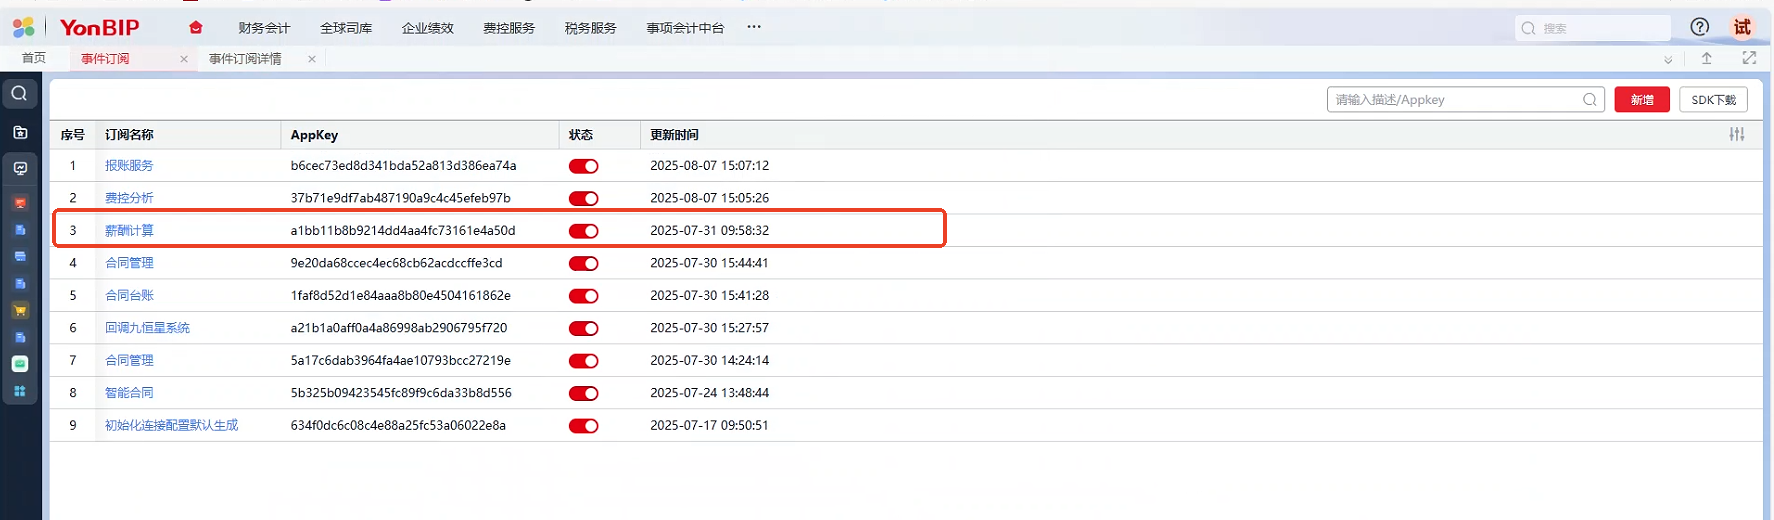 YonBIP 财务会计 全球司库 企业绩效 费控服务 税务服务 事项会计中台 ··· 搜索 试
首页 事件订阅 × 事件订阅详情 ×
请输入描述/Appkey 新增 SDK下载
序号 订阅名称 AppKey 状态 更新时间
1 报账服务 b6cec73ed8d341bda52a813d386ea74a 2025-08-07 15:07:12
2 费控分析 37b71e9df7ab487190a9c4c45efeb97b 2025-08-07 15:05:26
3 薪酬计算 a1bb11b8b9214dd4aa4fc73161e4a50d 2025-07-31 09:58:32
4 合同管理 9e20da68ccec4ec68cb62acdccffe3cd 2025-07-30 15:44:41
5 合同台账 1faf8d52d1e84aaa8b80e4504161862e 2025-07-30 15:41:28
6 回调九恒星系统 a21b1a0aff0a4a86998ab2906795f720 2025-07-30 15:27:57
7 合同管理 5a17c6dab3964fa4ae10793bcc27219e 2025-07-30 14:24:14
8 智能合同 5b325b09423545fc89f9c6da33b8d556 2025-07-24 13:48:44
9 初始化连接配置默认生成 634f0dc6c08c4e88a25fc53a06022e8a 2025-07-17 09:50:51